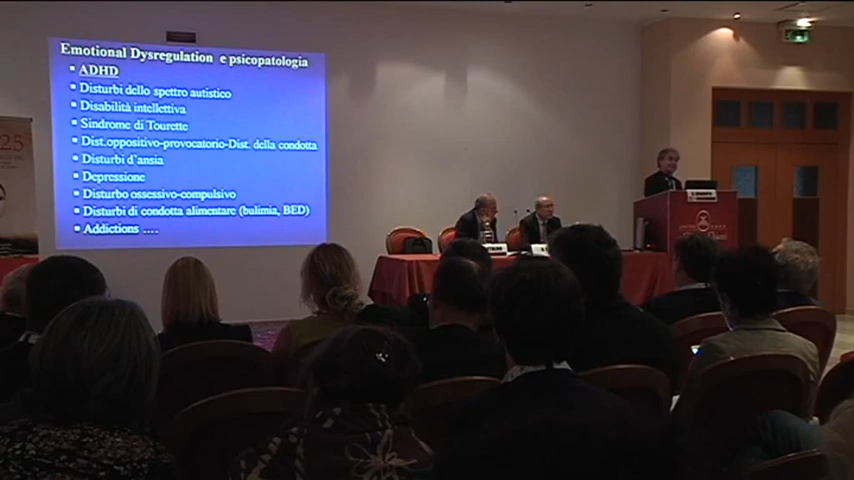 Emotional Dysregulation e psicopatologia
ADHD
Disturbi dello spettro autistico
Disabilità intellettiva
Sindrome di Tourette
Dist.oppositivo-provocatorio-Dist. della condotta
Disturbi d'ansia
Depressione
Disturbo ossessivo-compulsivo
Disturbi di condotta alimentare (bulimia, BED)
Addictions ....
25